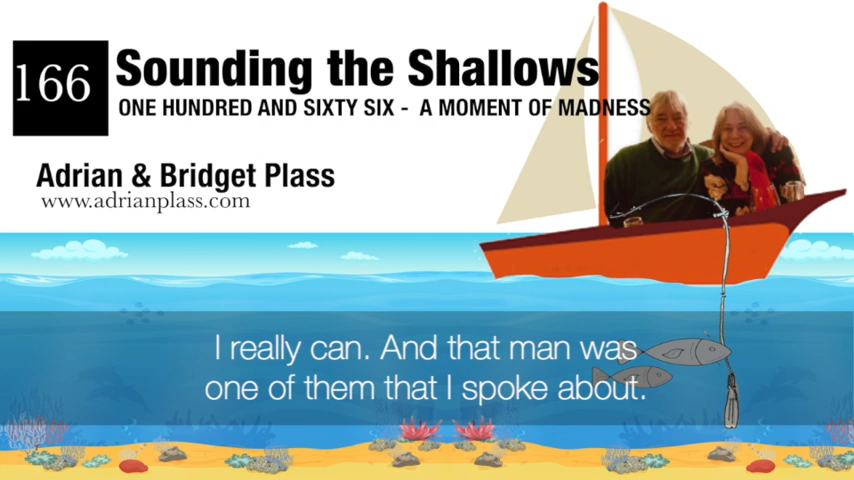 166
Sounding the Shallows
ONE HUNDRED AND SIXTY SIX - A MOMENT OF MADNESS
Adrian & Bridget Plass
www.adrianplass.com
I really can. And that man was
one of them that I spoke about.